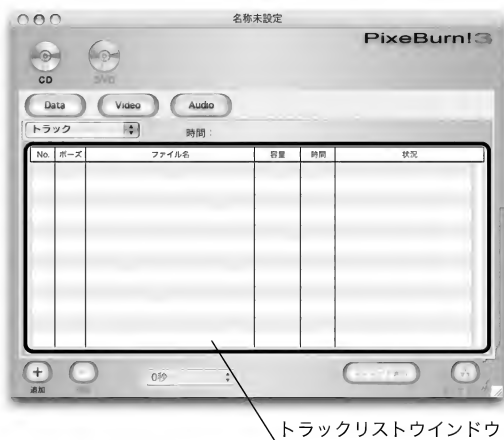 名称未設定
PixeBurn!3
CD
DVD
Data Video Audio
トラック 時間 :
No. ポーズ ファイル名 容量 時間 状況
+ 0秒
追加
トラックリストウインドウ